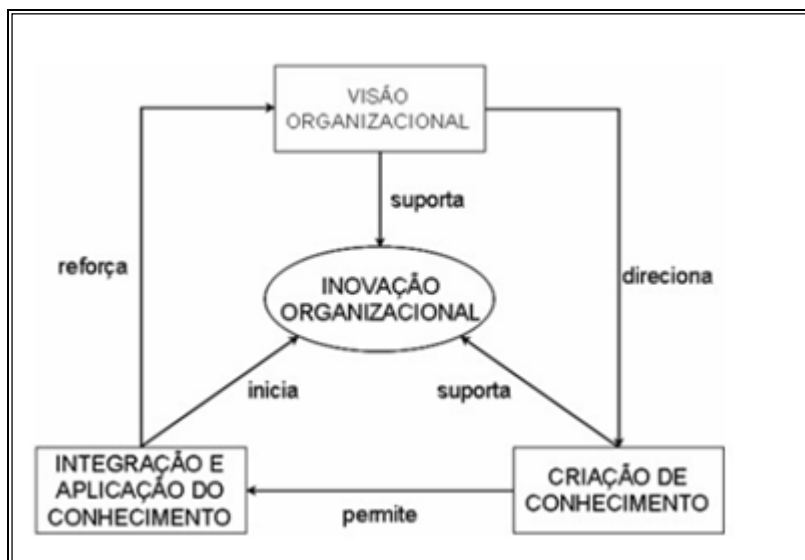 VISÃO
ORGANIZACIONAL
suporta
reforça
direciona
INOVAÇÃO
ORGANIZACIONAL
inicia
suporta
INTEGRAÇÃO E
APLICAÇÃO DO
CONHECIMENTO
permite
CRIAÇÃO DE
CONHECIMENTO